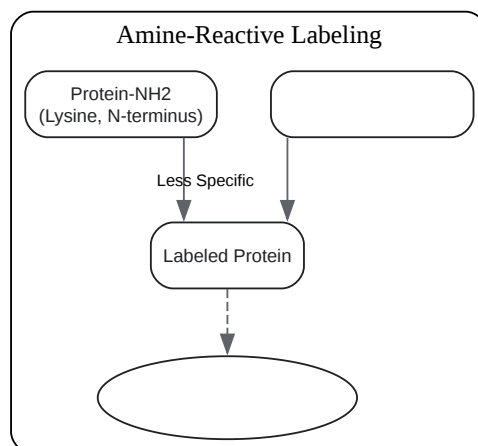 Amine-Reactive Labeling
Protein-NH2
(Lysine, N-terminus)
Less Specific
Labeled Protein